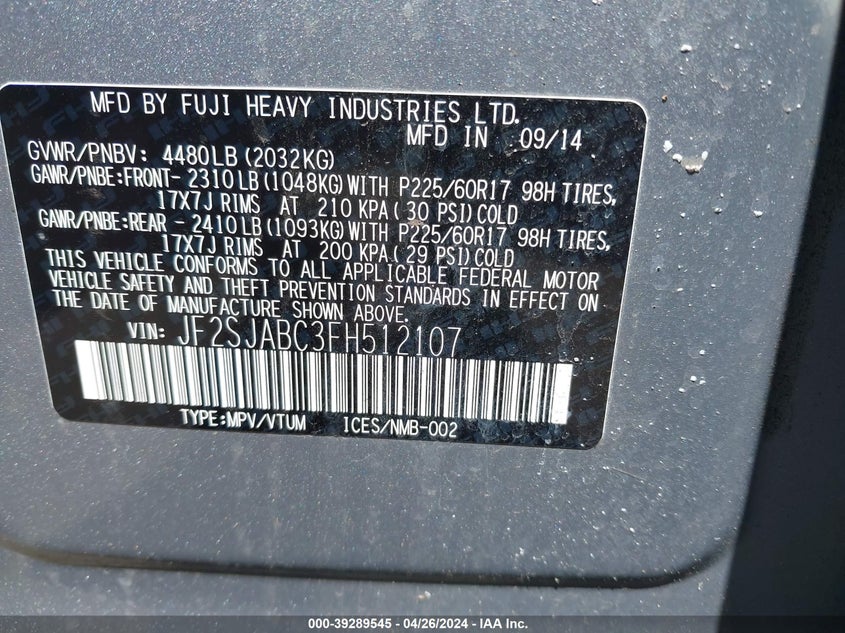 MFD BY FUJI HEAVY INDUSTRIES LTD.
MFD IN 09/14
GVWR/PNBV: 4480LB (2032KG)
GAWR/PNBE:FRONT- 2310LB (1048KG) WITH P225/60R17 98H TIRES,
17X7J RIMS AT 210 KPA (30 PSI) COLD
GAWR/PNBE:REAR - 2410LB (1093KG) WITH P225/60R17 98H TIRES,
17X7J RIMS AT 200 KPA (29 PSI) COLD
THIS VEHICLE CONFORMS TO ALL APPLICABLE FEDERAL MOTOR
VEHICLE SAFETY AND THEFT PREVENTION STANDARDS IN EFFECT ON
THE DATE OF MANUFACTURE SHOWN ABOVE.
VIN: JF2SJABC3FH512107
TYPE:MPV/VTUM ICES/NMB-002
000-39289545 - 04/26/2024 - IAA Inc.